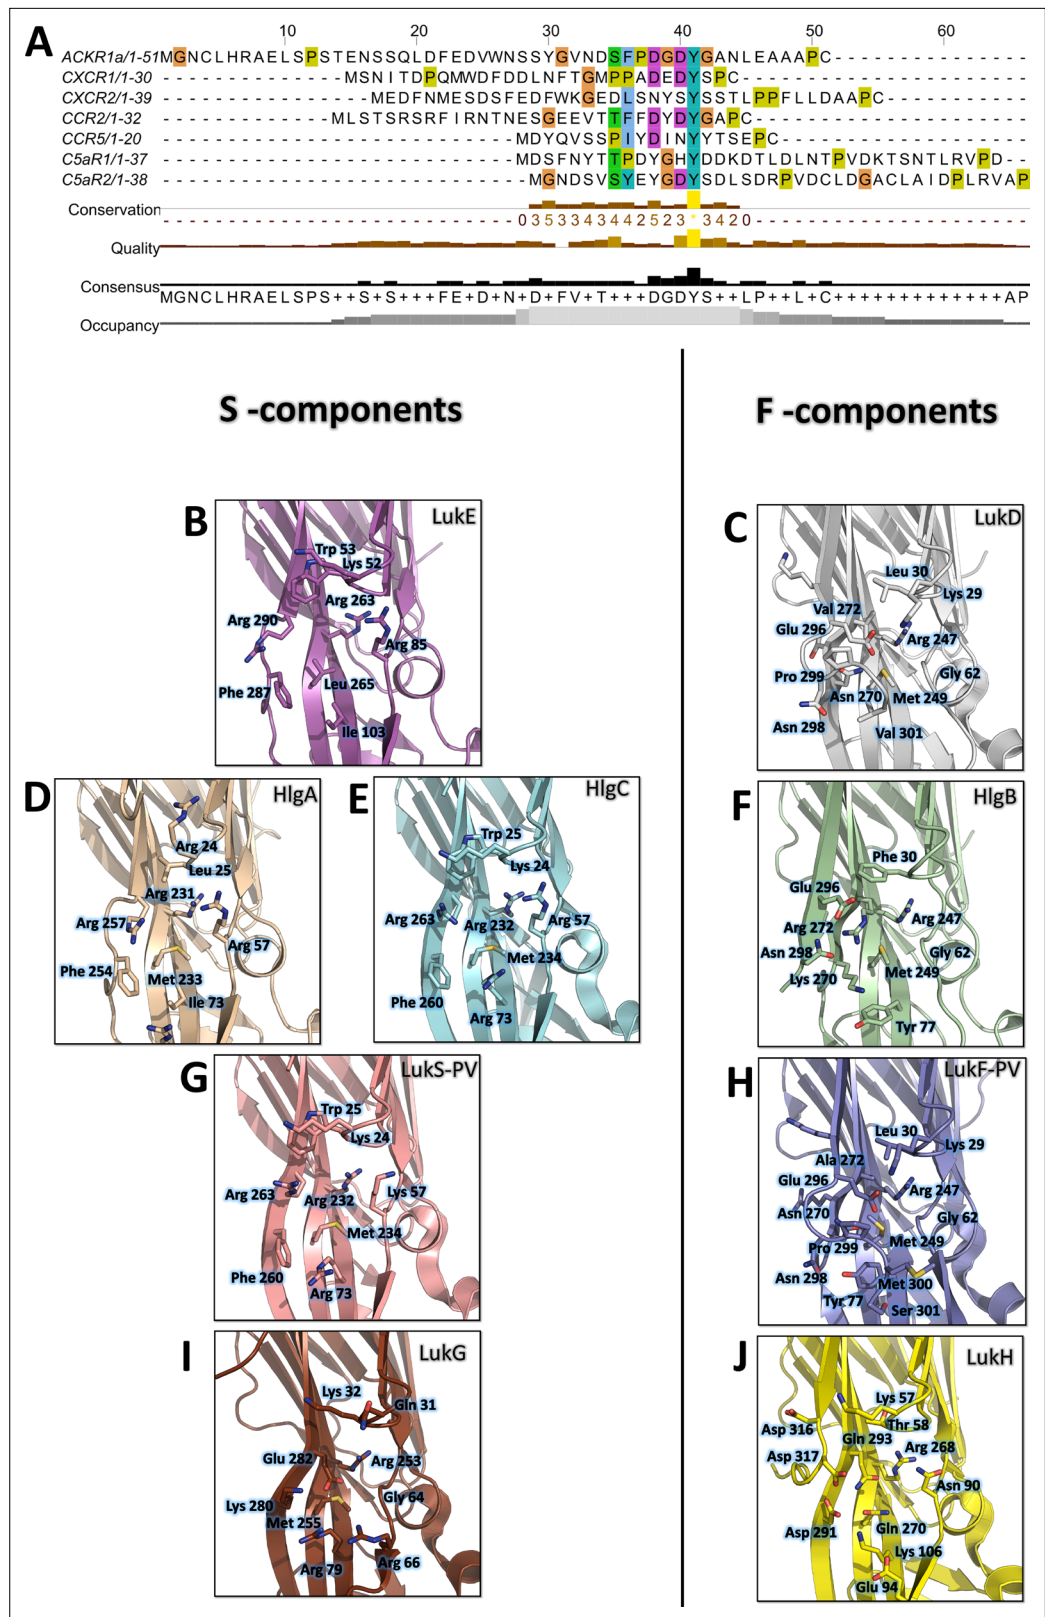 A
10 20 30 40 50 60
ACKR1a/1-51 MGNCLHRAELSPSTENSSQLDFEDVWNSSYGVNDSFPDGDYGANLEAAAPC- - - - - - - - - - - - - - -
CXCR1/1-30 - - - - - - - - - - - - - - MSNITDPQMWDFDDLNFTGMPPADEDYSPC- - - - - - - - - - - - - - - - - - - - - -
CXCR2/1-39 - - - - - - - - - - - - - - - - MEDFNMESDSFEDFWKGEDLSNYSYSSTLPPFLLDAAPC- - - - - - - - - - -
CCR2/1-32 - - - - - - - - - - - - - MLSTSRSRFIRNTNESGEEVTTFFDYDYGAPC- - - - - - - - - - - - - - - - - - - - -
CCR5/1-20 - - - - - - - - - - - - - - - - - - - - - - - - - - - MDYQVSSPIYDINYYTSEPC- - - - - - - - - - - - - - - - - - -
C5aR1/1-37 - - - - - - - - - - - - - - - - - - - - - - - - - - - MDSFNYTTPDYGHYDDKDTLDLNTPVDKTSNTLRVPD- -
C5aR2/1-38 - - - - - - - - - - - - - - - - - - - - - - - - - - - - MGNDSVSYEYGDYSDLSDRPVDCLDGACLAIDPLRVAP
Conservation
- - - - - - - - - - - - - - - - - - - - - - - - - - - 0353343442523*3420- - - - - - - - - - - - - - - - - - - - -
Quality
Consensus
MGNCLHRAELSPS++S+S+++FE+D+N+D+FV+T+++DGDYS++LP++L+C+++++++++++++AP
Occupancy
S -components
F -components
B
LukE
Trp 53
Lys 52
Arg 263
Arg 290
Arg 85
Leu 265
Phe 287
Ile 103
C
LukD
Leu 30
Lys 29
Val 272
Glu 296
Arg 247
Pro 299
Gly 62
Asn 270
Met 249
Asn 298
Val 301
D
HlgA
Arg 24
Leu 25
Arg 231
Arg 257
Arg 57
Phe 254
Met 233
Ile 73
E
HlgC
Trp 25
Lys 24
Arg 263
Arg 232
Arg 57
Met 234
Phe 260
Arg 73
F
HlgB
Phe 30
Glu 296
Arg 272
Arg 247
Asn 298
Gly 62
Lys 270
Met 249
Tyr 77
G
LukS-PV
Trp 25
Lys 24
Arg 263
Arg 232
Lys 57
Met 234
Phe 260
Arg 73
H
LukF-PV
Leu 30
Lys 29
Ala 272
Glu 296
Arg 247
Asn 270
Gly 62
Pro 299
Met 249
Asn 298
Met 300
Tyr 77
Ser 301
I
LukG
Lys 32
Gln 31
Glu 282
Arg 253
Lys 280
Gly 64
Met 255
Arg 79
Arg 66
J
LukH
Lys 57
Asp 316
Thr 58
Gln 293
Asp 317
Arg 268
Asn 90
Asp 291
Gln 270
Lys 106
Glu 94